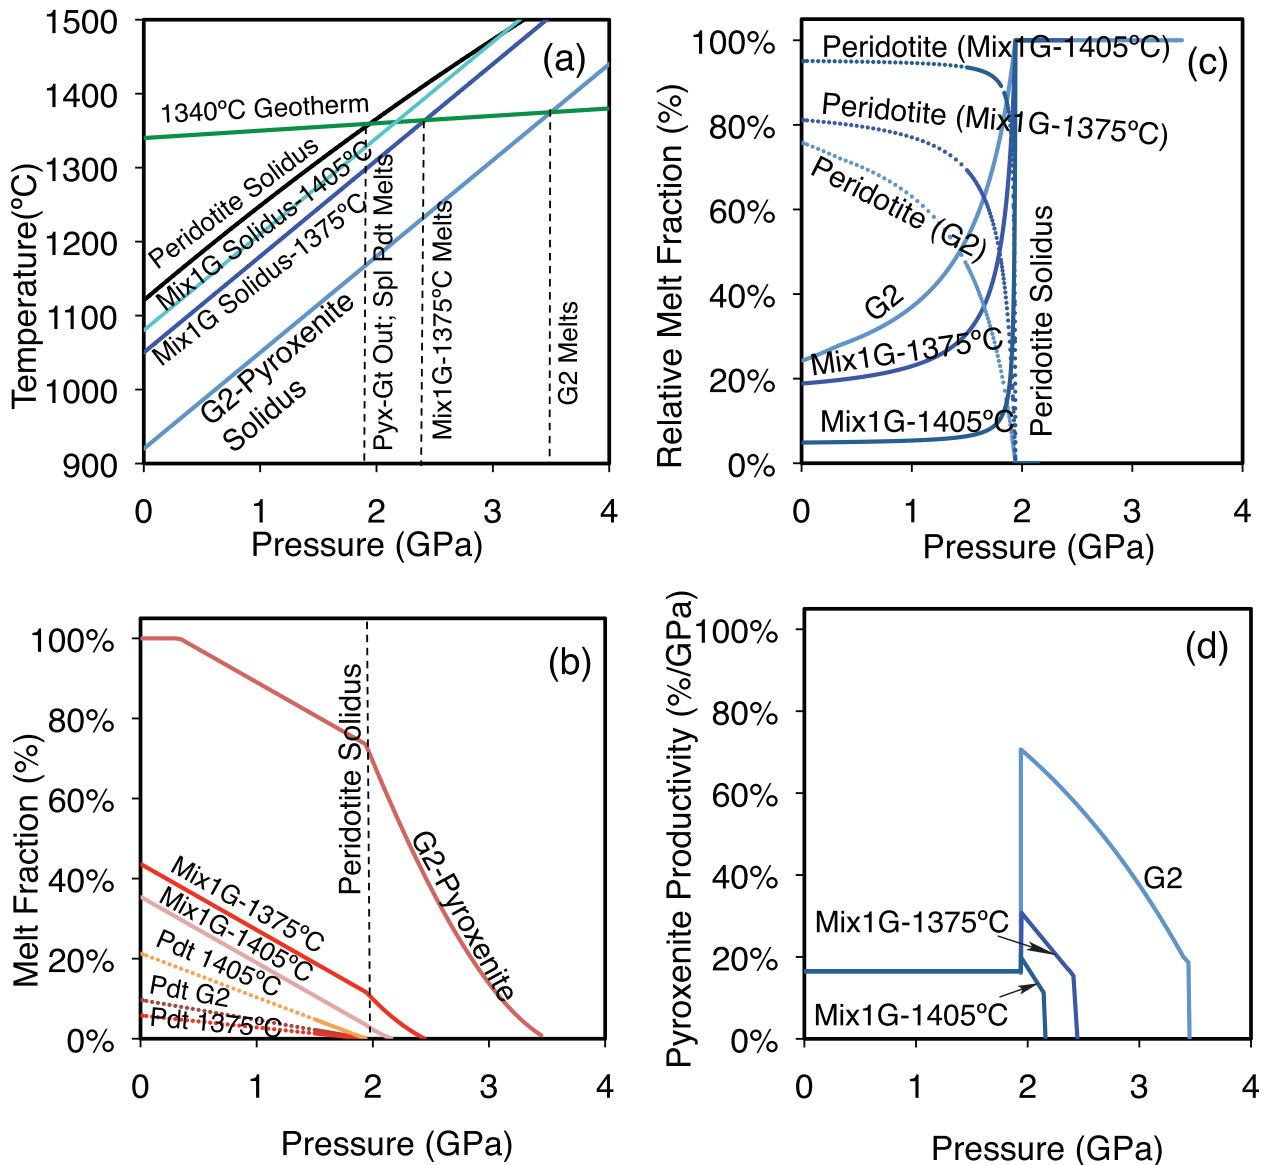 1500
1400
1300
1200
1100
1000
900
Temperature(ºC)
(a)
1340ºC Geotherm
Peridotite Solidus
Mix1G Solidus-1405ºC
Mix1G Solidus-1375ºC
G2-Pyroxenite
Solidus
Pyx-Gt Out; Spl Pdt Melts
Mix1G-1375ºC Melts
G2 Melts
0 1 2 3 4
Pressure (GPa)
100%
80%
60%
40%
20%
0%
Relative Melt Fraction (%)
(c)
Peridotite (Mix1G-1405ºC)
Peridotite (Mix1G-1375ºC)
Peridotite (G2)
G2
Mix1G-1375ºC
Mix1G-1405ºC
Peridotite Solidus
0 1 2 3 4
Pressure (GPa)
100%
80%
60%
40%
20%
0%
Melt Fraction (%)
(b)
Peridotite Solidus
G2-Pyroxenite
Mix1G-1375ºC
Mix1G-1405ºC
Pdt 1405ºC
Pdt G2
Pdt 1375ºC
0 1 2 3 4
Pressure (GPa)
100%
80%
60%
40%
20%
0%
Pyroxenite Productivity (%/GPa)
(d)
G2
Mix1G-1375ºC
Mix1G-1405ºC
0 1 2 3 4
Pressure (GPa)